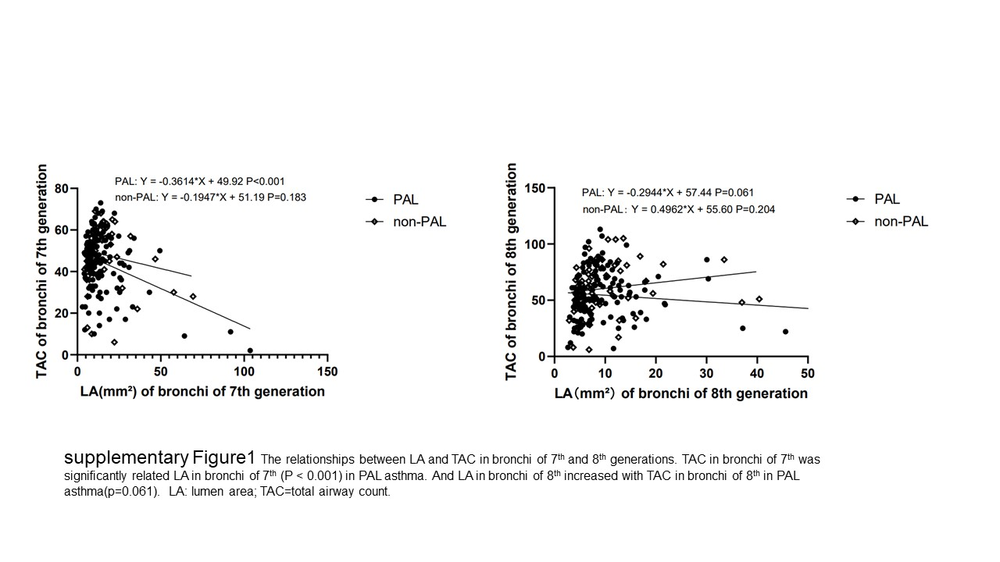 PAL: Y = -0.3614*X + 49.92 P<0.001
non-PAL: Y = -0.1947*X + 51.19 P=0.183
TAC of bronchi of 7th generation
80
60
40
20
0
0 50 100 150
LA(mm²) of bronchi of 7th generation
PAL
non-PAL
PAL: Y = -0.2944*X + 57.44 P=0.061
non-PAL: Y = 0.4962*X + 55.60 P=0.204
TAC of bronchi of 8th generation
150
100
50
0
0 10 20 30 40 50
LA（mm²）of bronchi of 8th generation
PAL
non-PAL
supplementary Figure1 The relationships between LA and TAC in bronchi of 7th and 8th generations. TAC in bronchi of 7th was
significantly related LA in bronchi of 7th (P < 0.001) in PAL asthma. And LA in bronchi of 8th increased with TAC in bronchi of 8th in PAL
asthma(p=0.061). LA: lumen area; TAC=total airway count.